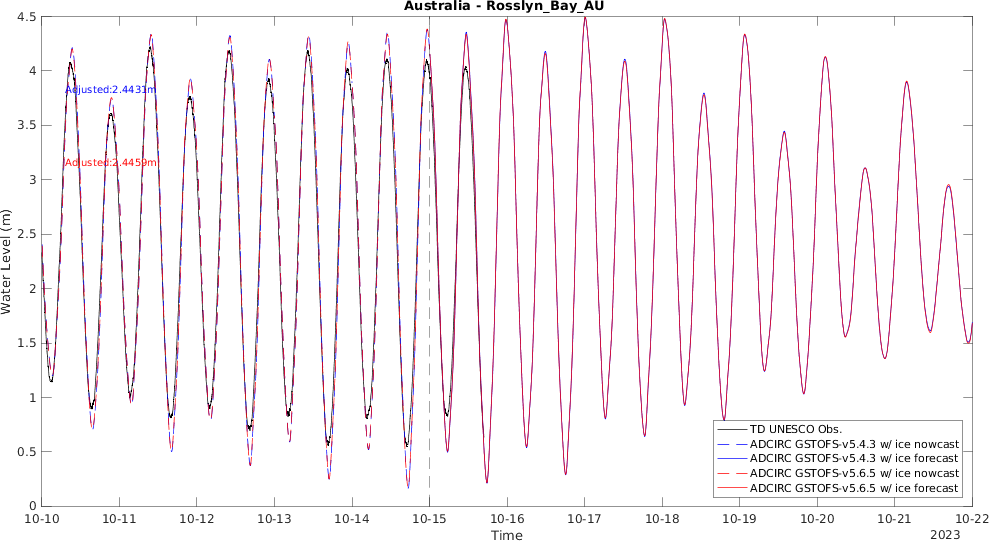 Australia - Rosslyn_Bay_AU
4.5
4
3.5
3
2.5
2
1.5
1
0.5
0
Water Level (m)
Adjusted:2.4431m
Adjusted:2.4459m
TD UNESCO Obs.
ADCIRC GSTOFS-v5.4.3 w/ ice nowcast
ADCIRC GSTOFS-v5.4.3 w/ ice forecast
ADCIRC GSTOFS-v5.6.5 w/ ice nowcast
ADCIRC GSTOFS-v5.6.5 w/ ice forecast
10-10 10-11 10-12 10-13 10-14 10-15 10-16 10-17 10-18 10-19 10-20 10-21 10-22
Time
2023